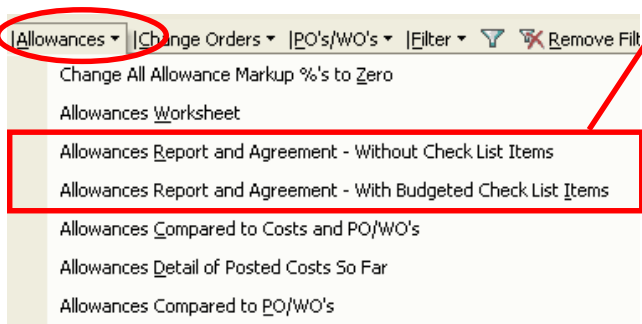 |Allowances ▾ |Change Orders ▾ |PO's/WO's ▾ |Filter ▾ Remove Filt
Change All Allowance Markup %'s to Zero
Allowances Worksheet
Allowances Report and Agreement - Without Check List Items
Allowances Report and Agreement - With Budgeted Check List Items
Allowances Compared to Costs and PO/WO's
Allowances Detail of Posted Costs So Far
Allowances Compared to PO/WO's